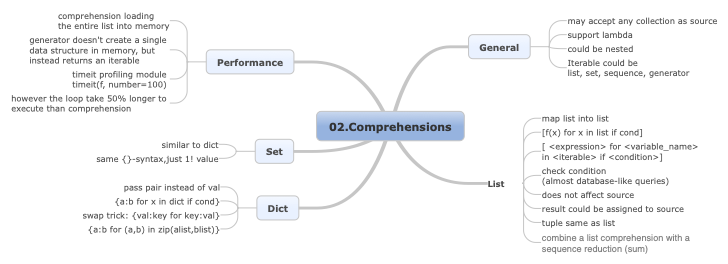 02.Comprehensions
Performance
comprehension loading
the entire list into memory
generator doesn't create a single
data structure in memory, but
instead returns an iterable
timeit profiling module
timeit(f, number=100)
however the loop take 50% longer to
execute than comprehension
Set
similar to dict
same {}-syntax,just 1! value
Dict
pass pair instead of val
{a:b for x in dict if cond}
swap trick: {val:key for key:val}
{a:b for (a,b) in zip(alist,blist)}
General
may accept any collection as source
support lambda
could be nested
Iterable could be
list, set, sequence, generator
List
map list into list
[f(x) for x in list if cond]
[ <expression> for <variable_name>
in <iterable> if <condition>]
check condition
(almost database-like queries)
does not affect source
result could be assigned to source
tuple same as list
combine a list comprehension with a
sequence reduction (sum)